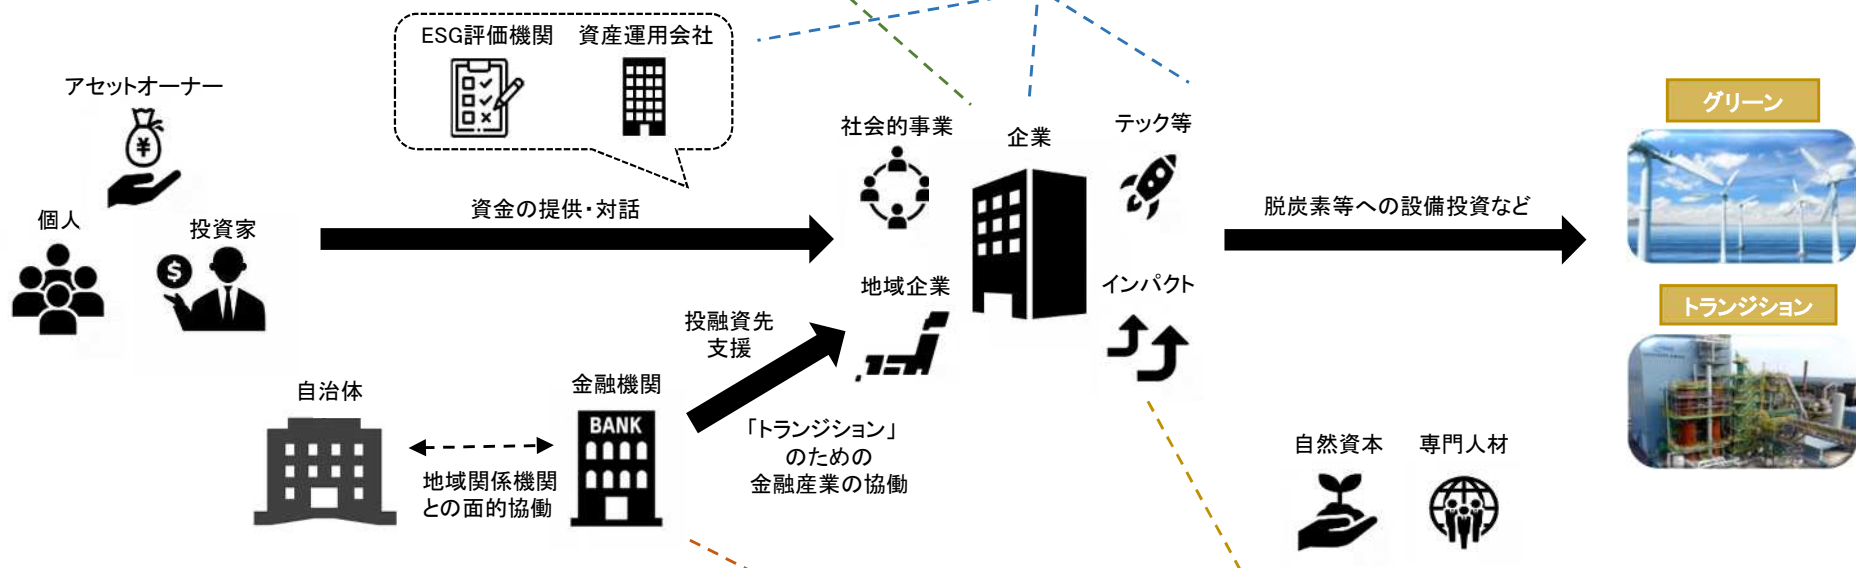 ESG評価機関
資産運用会社
アセットオーナー
¥
個人
投資家
$
資金の提供・対話
社会的事業
企業
テック等
地域企業
インパクト
脱炭素等への設備投資など
グリーン
トランジション
投融資先
支援
自治体
金融機関
BANK
地域関係機関
との面的協働
「トランジション」
のための
金融産業の協働
自然資本
専門人材